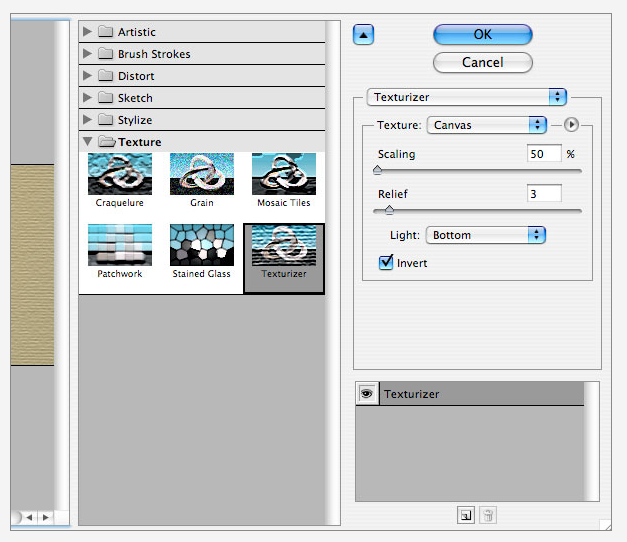 Artistic
Brush Strokes
Distort
Sketch
Stylize
Texture
Craquelure
Grain
Mosaic Tiles
Patchwork
Stained Glass
Texturizer
OK
Cancel
Texturizer
Texture: Canvas
Scaling 50 %
Relief 3
Light: Bottom
Invert
Texturizer